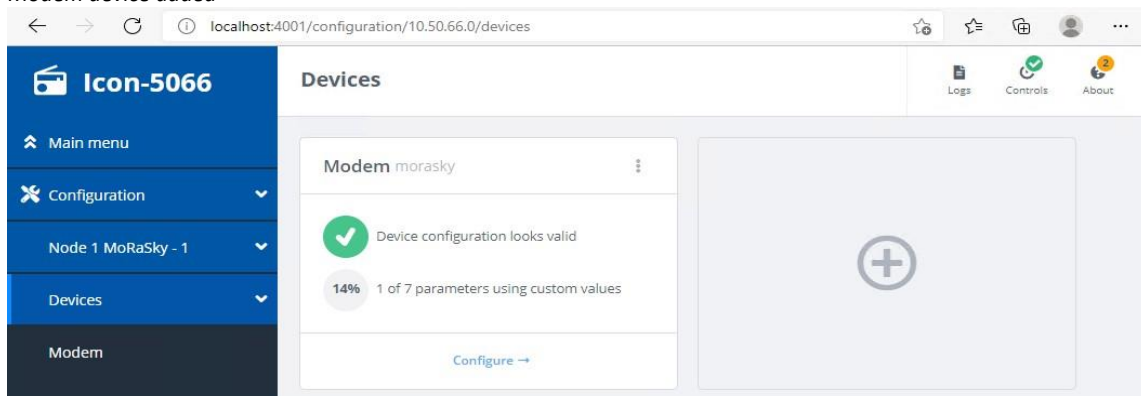 Modem device added
localhost:4001/configuration/10.50.66.0/devices
Icon-5066
Devices
Logs
Controls
2
About
Main menu
Configuration
Node 1 MoRaSky - 1
Devices
Modem
Modem morasky
Device configuration looks valid
14% 1 of 7 parameters using custom values
Configure →